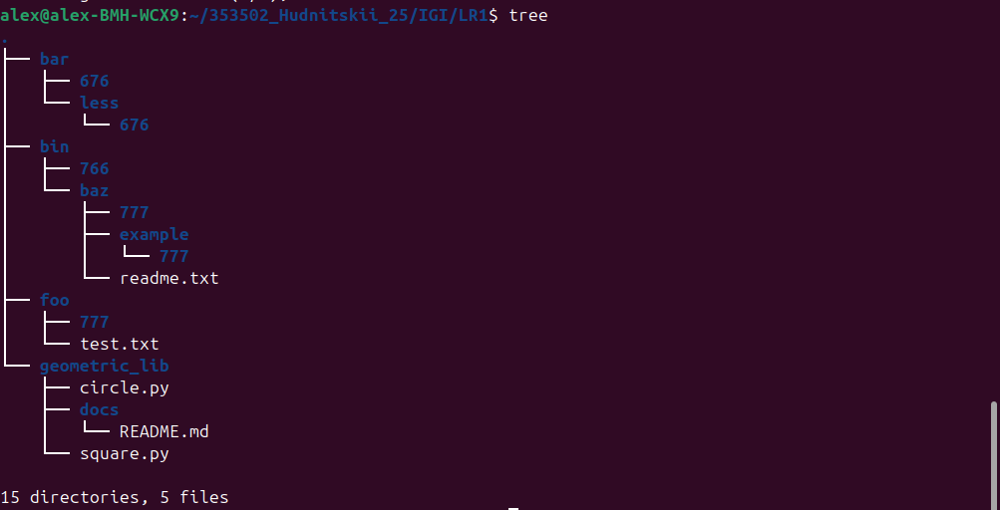 alex@alex-BMH-WCX9:~/353502_Hudnitskii_25/IGI/LR1$ tree
.
├── bar
│   ├── 676
│   └── less
│       └── 676
├── bin
│   ├── 766
│   └── baz
│       ├── 777
│       ├── example
│       │   └── 777
│       └── readme.txt
├── foo
│   ├── 777
│   └── test.txt
└── geometric_lib
    ├── circle.py
    ├── docs
    │   └── README.md
    └── square.py
15 directories, 5 files